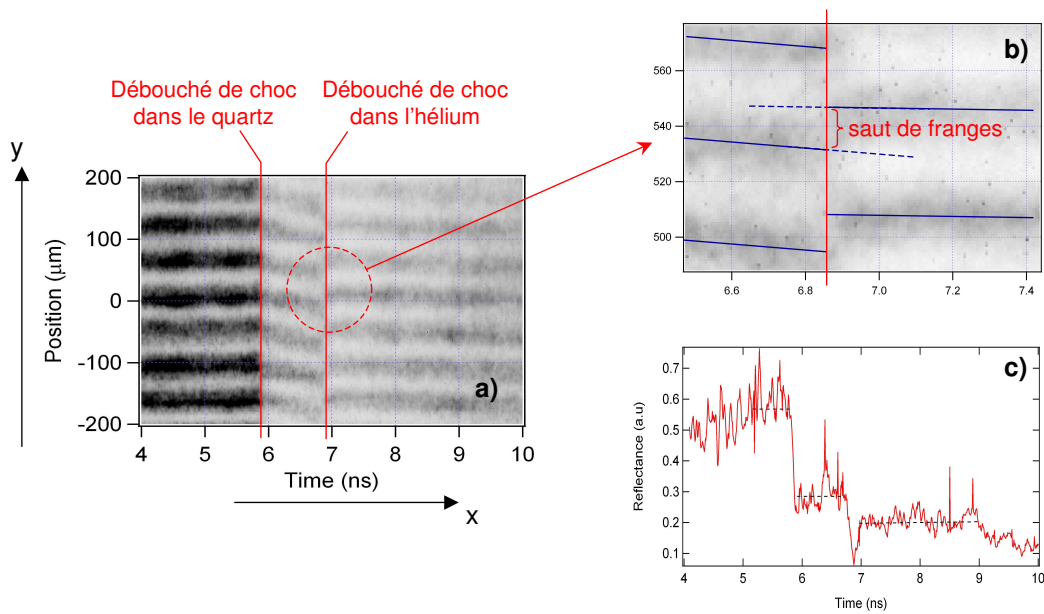 Débouché de choc
dans le quartz
Débouché de choc
dans l'hélium
y
Position (µm)
200
100
0
-100
-200
a)
4
5
6
7
8
9
10
Time (ns)
x
b)
560
540
520
500
saut de franges
6.6
6.8
7.0
7.2
7.4
c)
Reflectance (a.u)
0.7
0.6
0.5
0.4
0.3
0.2
0.1
4
5
6
7
8
9
10
Time (ns)